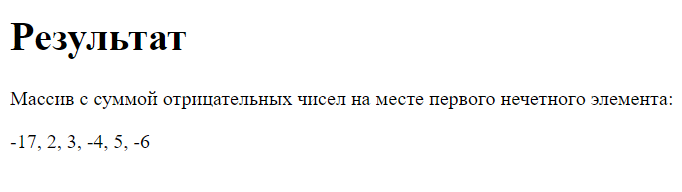 Результат
Массив с суммой отрицательных чисел на месте первого нечетного элемента:
-17, 2, 3, -4, 5, -6